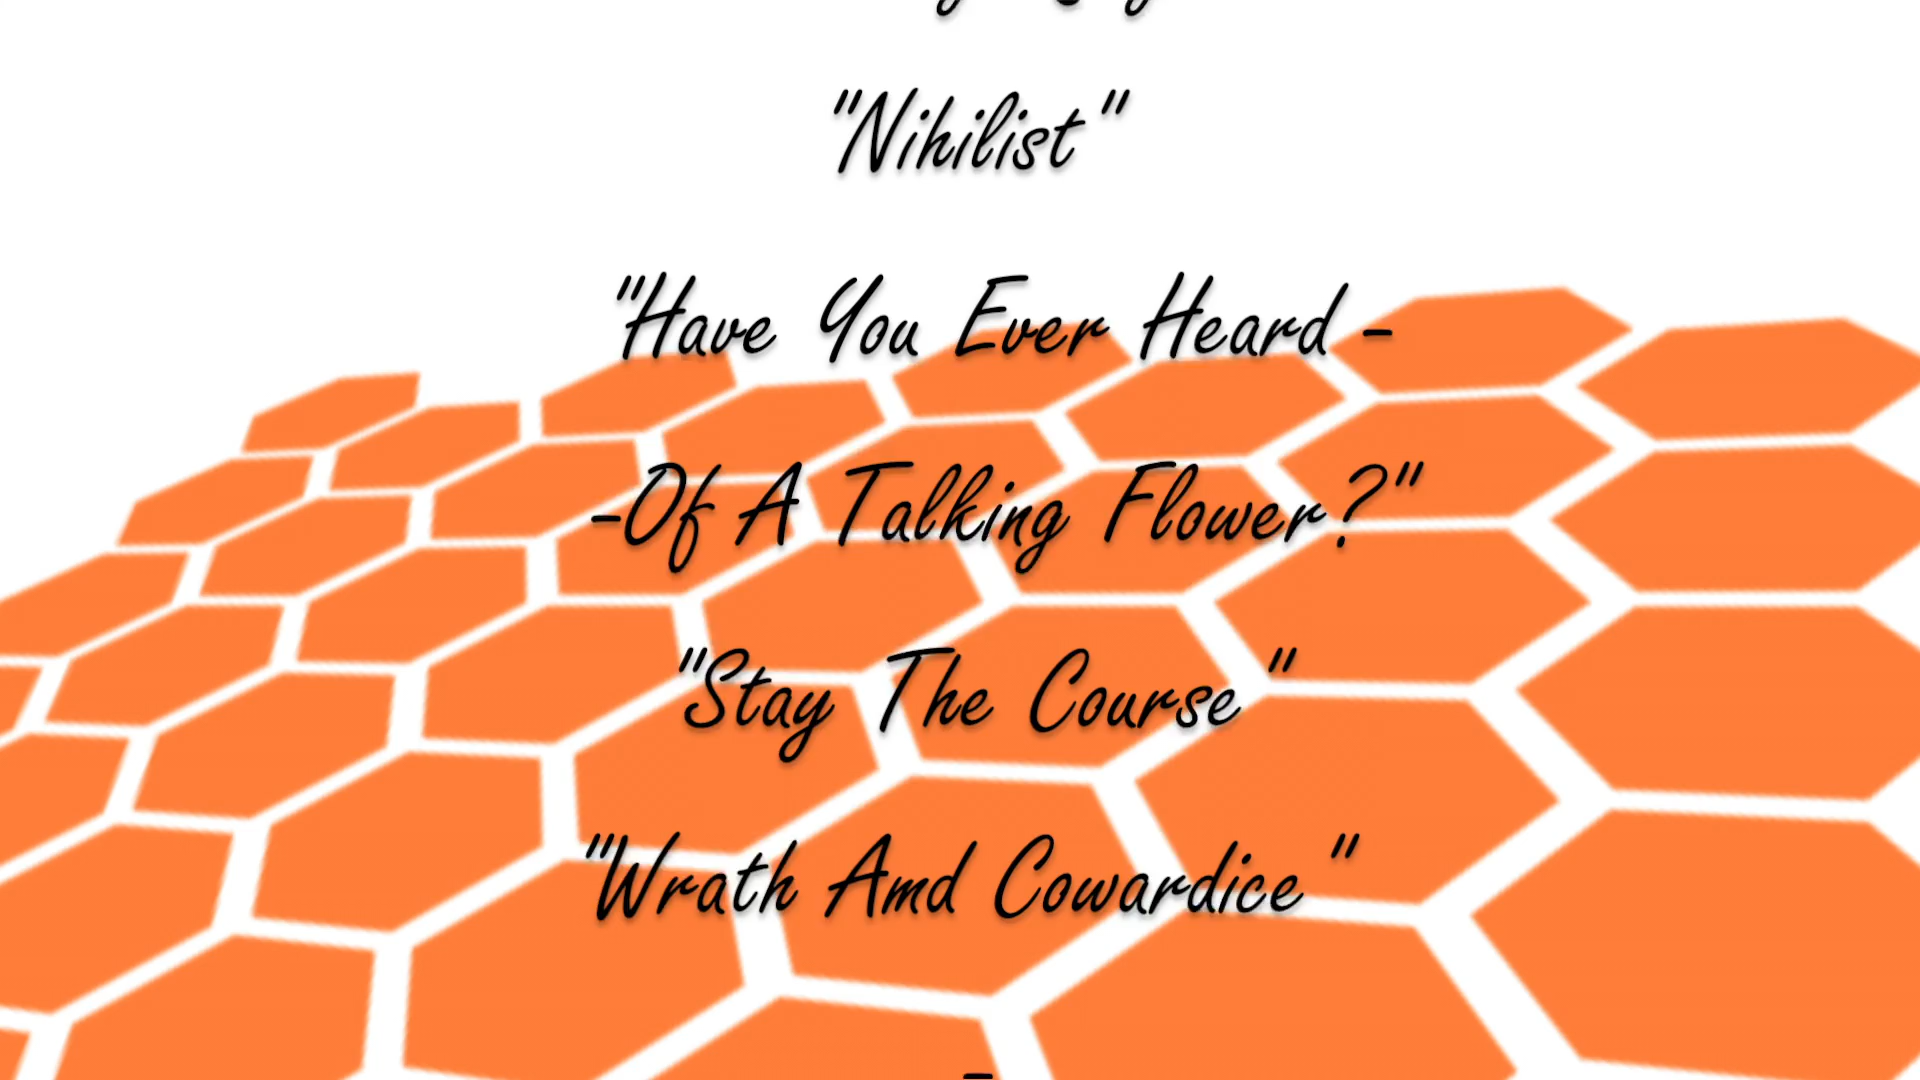 "Nihilist"
"Have You Ever Heard -
-Of A Talking Flower?"
"Stay The Course"
"Wrath Amd Cowardice"